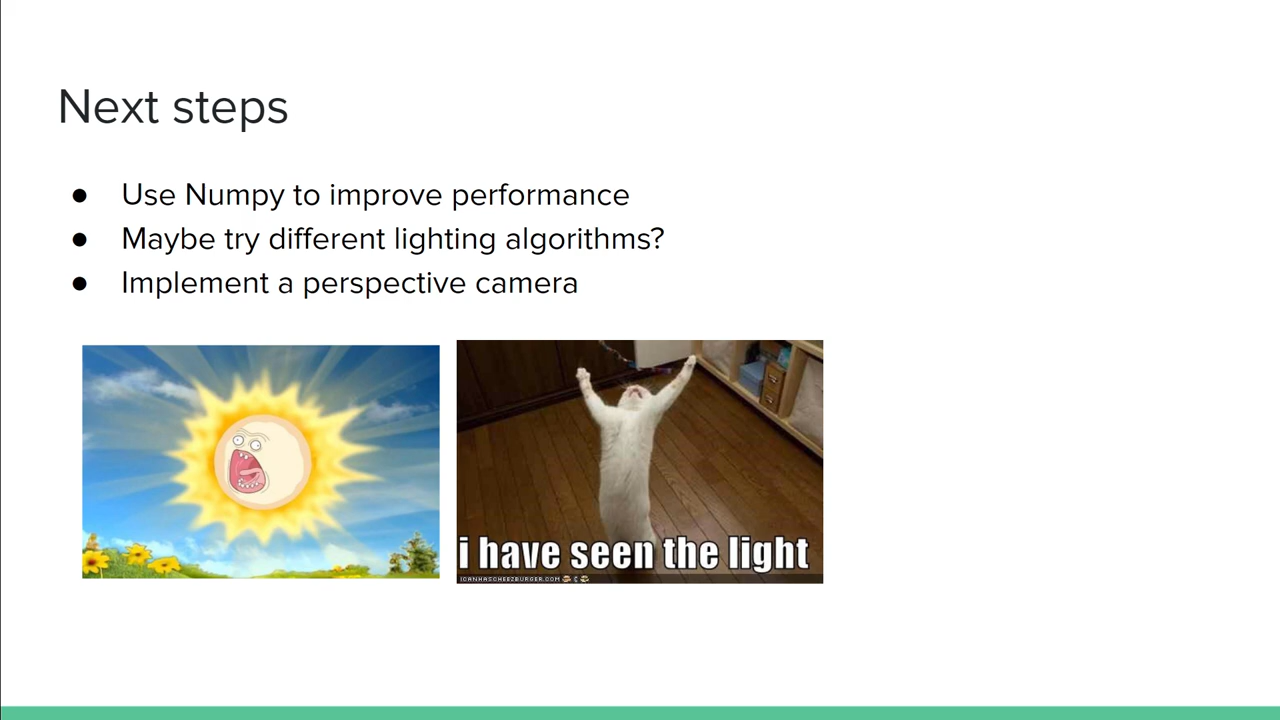 Next steps
● Use Numpy to improve performance
● Maybe try different lighting algorithms?
● Implement a perspective camera
i have seen the light
ICANHASCHEEZBURGER.COM